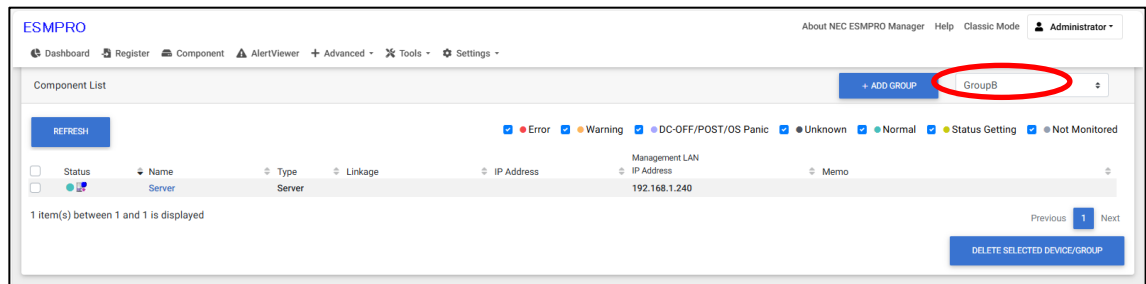 ESMPRO
About NEC ESMPRO Manager Help Classic Mode Administrator
Dashboard Register Component AlertViewer + Advanced Tools Settings
Component List
+ ADD GROUP GroupB
REFRESH
Error Warning DC-OFF/POST/OS Panic Unknown Normal Status Getting Not Monitored
Status Name Type Linkage IP Address Management LAN IP Address Memo
Server Server 192.168.1.240
1 item(s) between 1 and 1 is displayed
Previous 1 Next
DELETE SELECTED DEVICE/GROUP